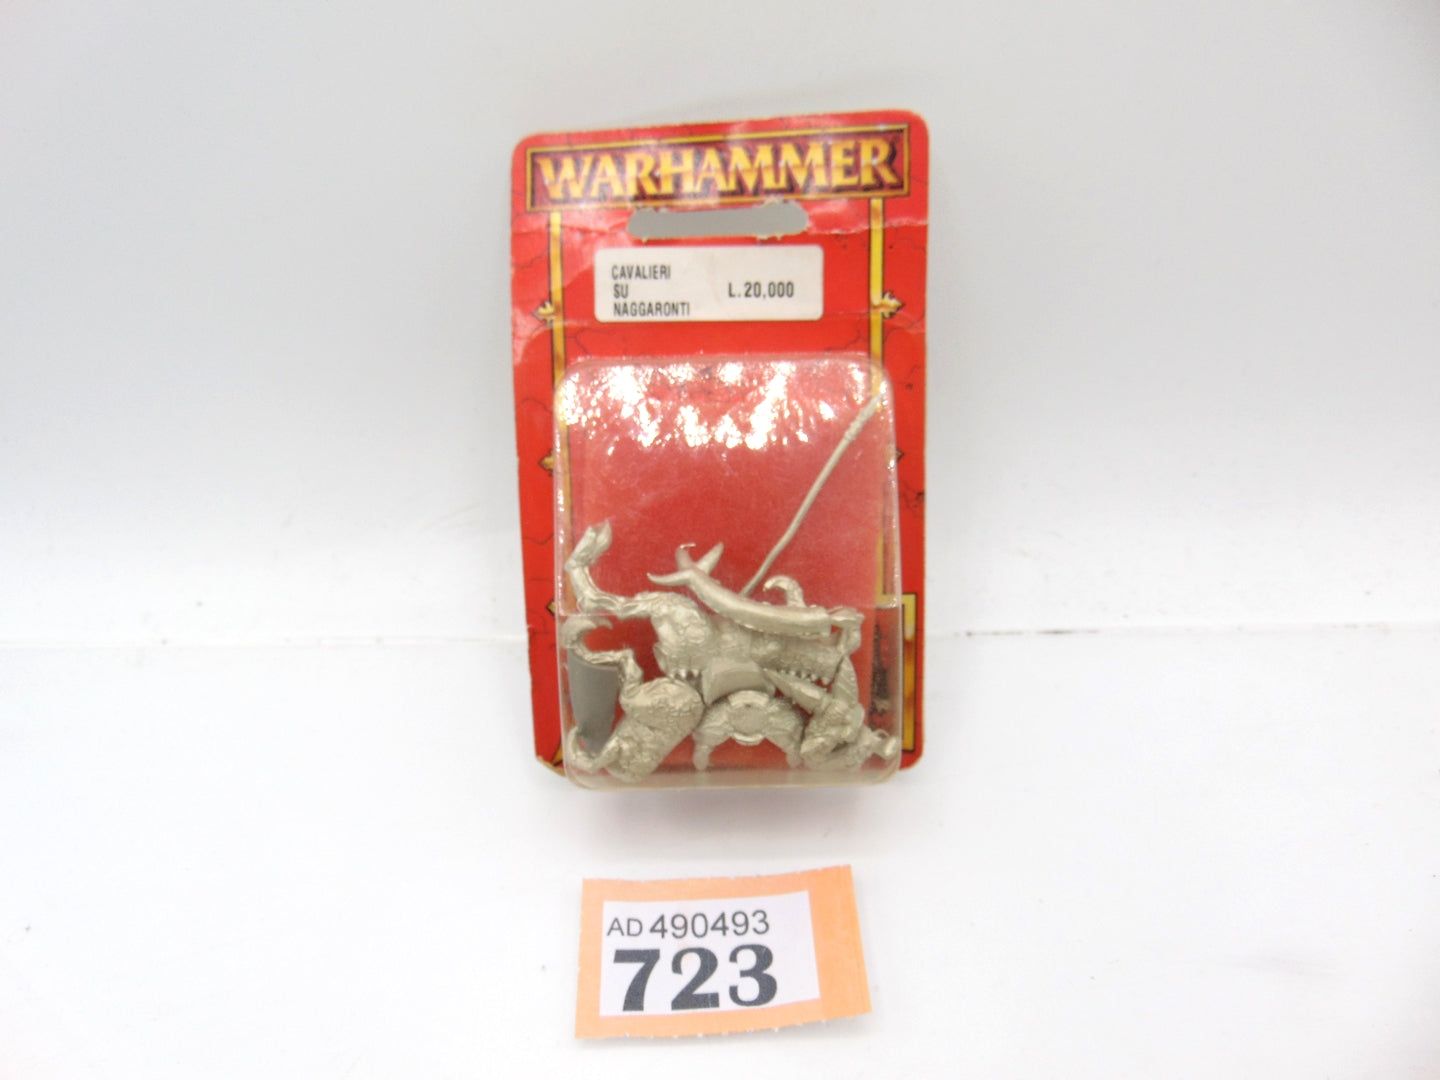 WARHAMMER
CAVALIERI
SU
NAGGARONTI
L.20,000
AD 490493
723